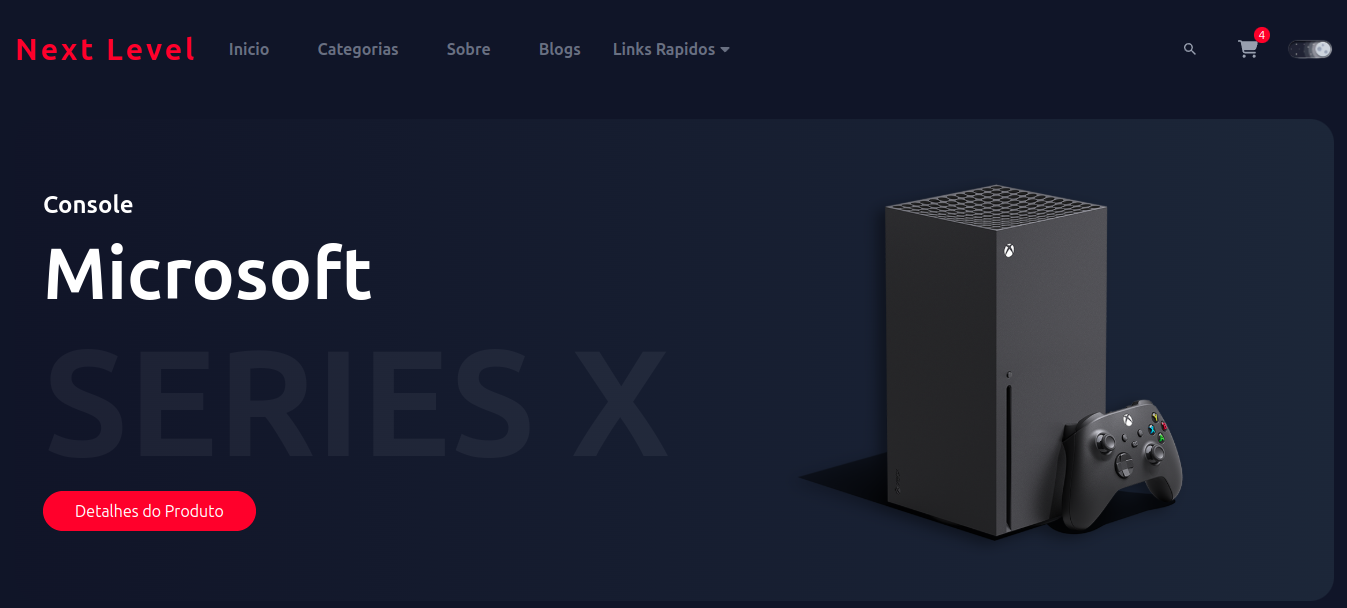 Next Level Inicio Categorias Sobre Blogs Links Rapidos 4
Console
Microsoft
SERIES X
Detalhes do Produto